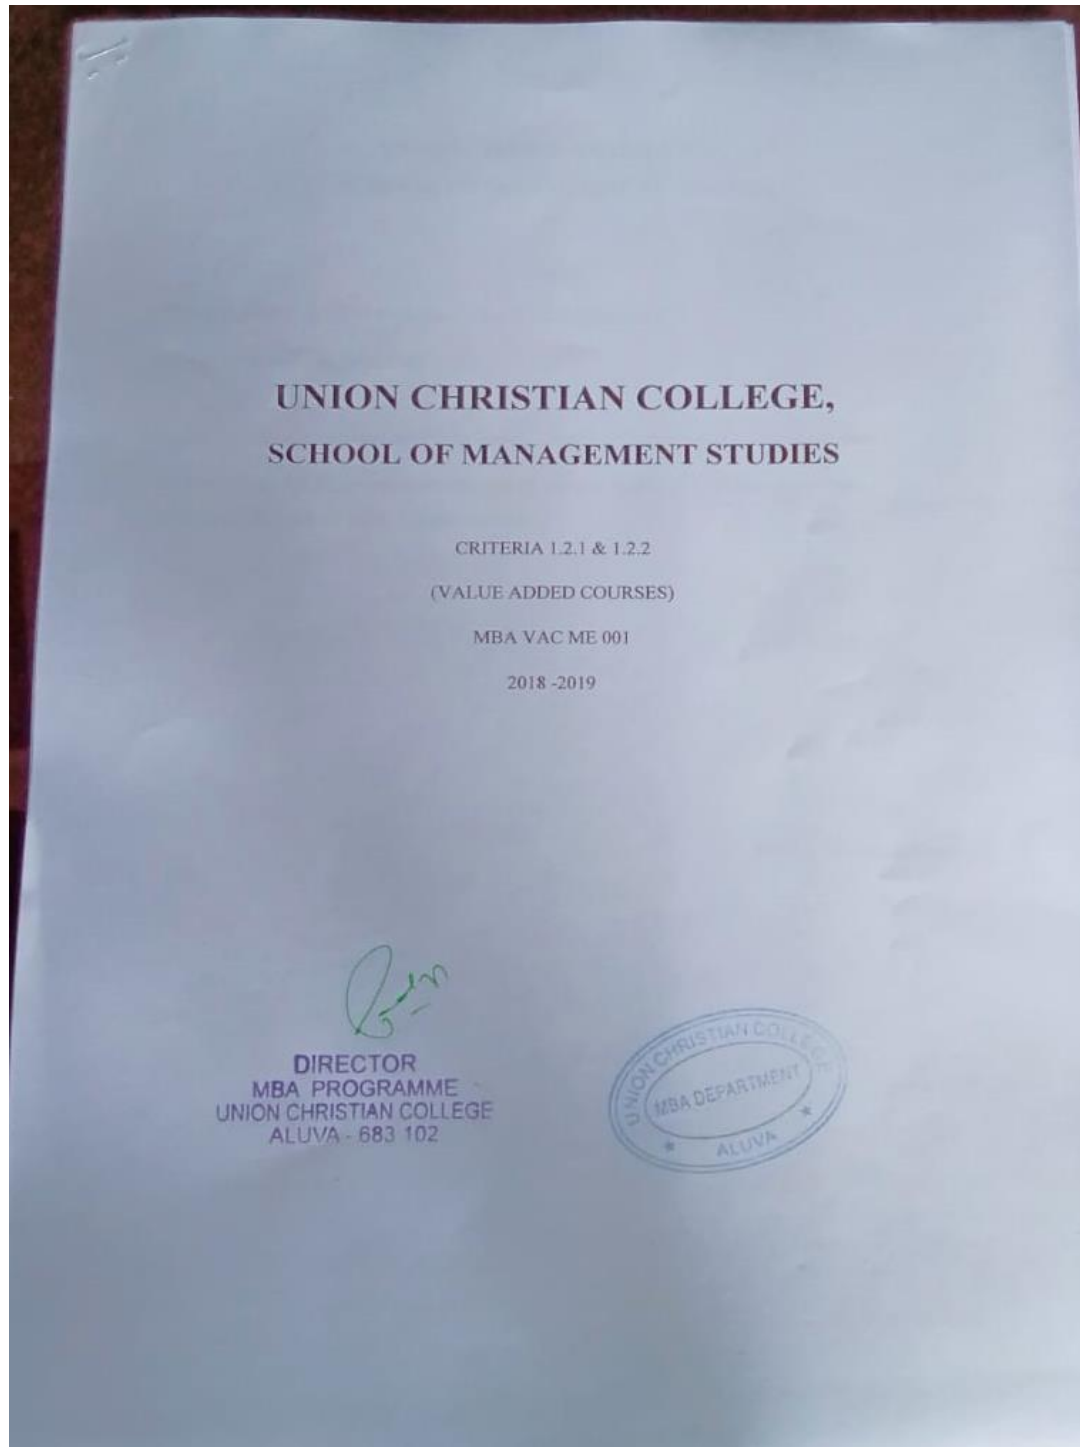 UNION CHRISTIAN COLLEGE,
SCHOOL OF MANAGEMENT STUDIES
CRITERIA 1.2.1 & 1.2.2
(VALUE ADDED COURSES)
MBA VAC ME 001
2018 -2019
DIRECTOR
MBA PROGRAMME
UNION CHRISTIAN COLLEGE
ALUVA - 683 102
UNION CHRISTIAN COLLEGE
MBA DEPARTMENT
ALUVA